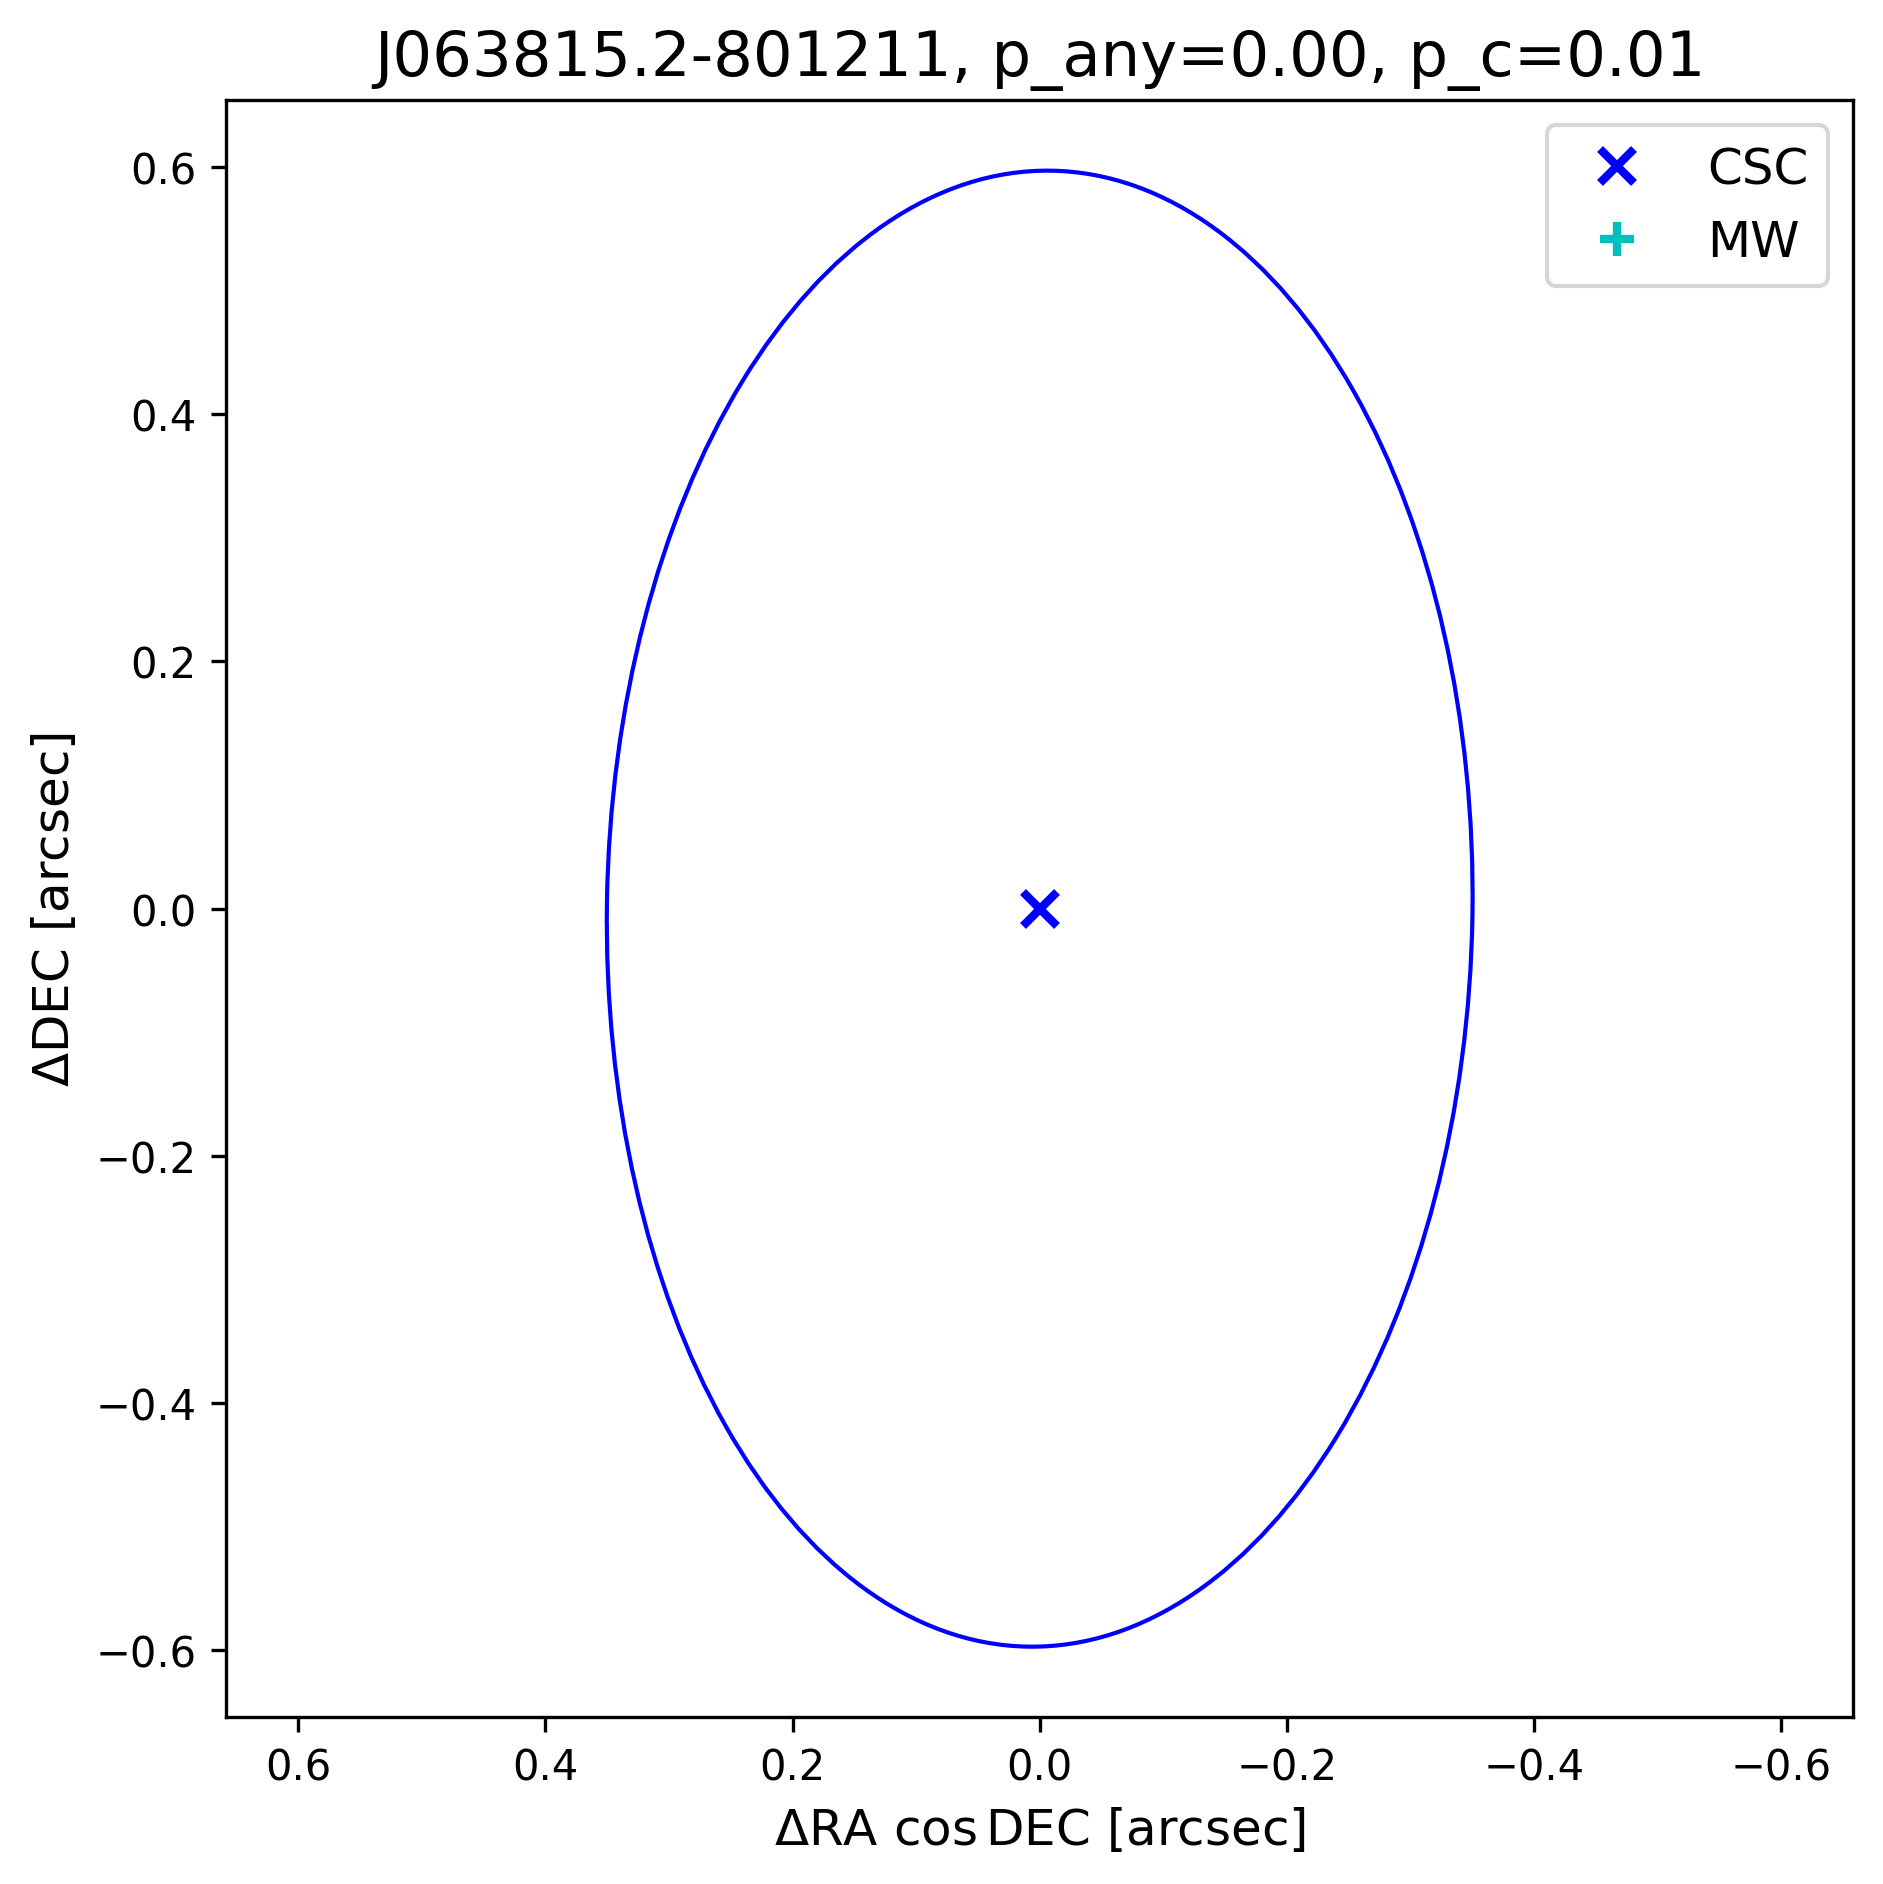 J063815.2-801211, p_any=0.00, p_c=0.01
CSC
MW
0.6
0.4
0.2
0.0
−0.2
−0.4
−0.6
ΔDEC [arcsec]
0.6 0.4 0.2 0.0 −0.2 −0.4 −0.6
ΔRA cos DEC [arcsec]